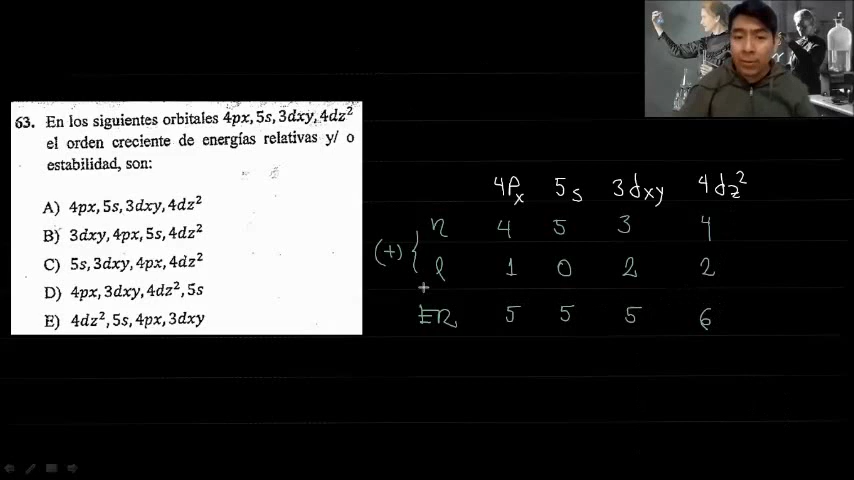 63. En los siguientes orbitales 4px, 5s, 3dxy, 4dz²
el orden creciente de energías relativas y/ o
estabilidad, son:
A) 4px, 5s, 3dxy, 4dz²
B) 3dxy, 4px, 5s, 4dz²
C) 5s, 3dxy, 4px, 4dz²
D) 4px, 3dxy, 4dz², 5s
E) 4dz², 5s, 4px, 3dxy
4Px 5s 3dxy 4dz²
n 4 5 3 4
(+) {
l 1 0 2 2
ER 5 5 5 6